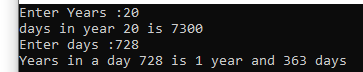 Enter Years :20
days in year 20 is 7300
Enter days :728
Years in a day 728 is 1 year and 363 days